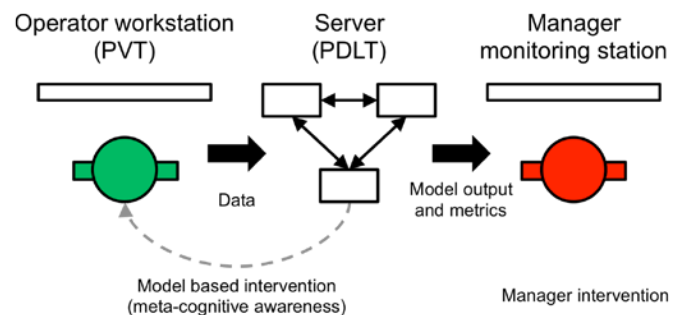 Operator workstation
(PVT)
Server
(PDLT)
Manager
monitoring station
Data
Model output
and metrics
Model based intervention
(meta-cognitive awareness)
Manager intervention